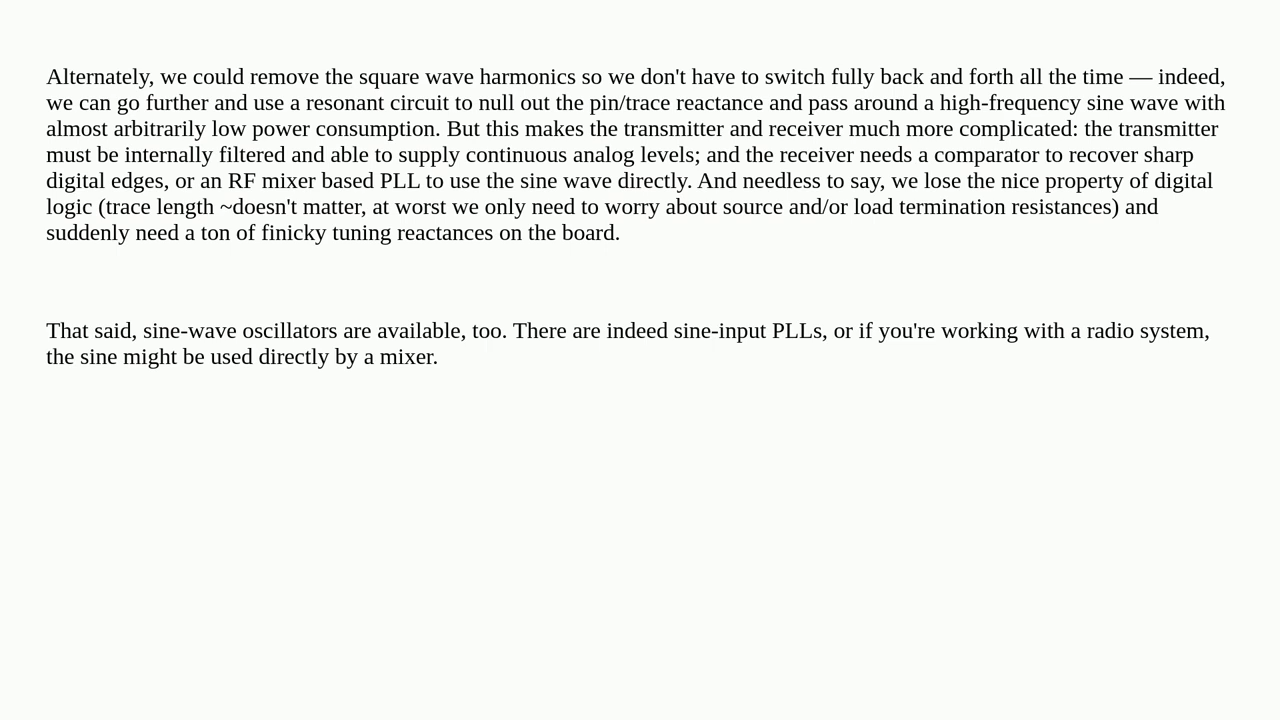 Alternately, we could remove the square wave harmonics so we don't have to switch fully back and forth all the time — indeed,
we can go further and use a resonant circuit to null out the pin/trace reactance and pass around a high-frequency sine wave with
almost arbitrarily low power consumption. But this makes the transmitter and receiver much more complicated: the transmitter
must be internally filtered and able to supply continuous analog levels; and the receiver needs a comparator to recover sharp
digital edges, or an RF mixer based PLL to use the sine wave directly. And needless to say, we lose the nice property of digital
logic (trace length ~doesn't matter, at worst we only need to worry about source and/or load termination resistances) and
suddenly need a ton of finicky tuning reactances on the board.
That said, sine-wave oscillators are available, too. There are indeed sine-input PLLs, or if you're working with a radio system,
the sine might be used directly by a mixer.